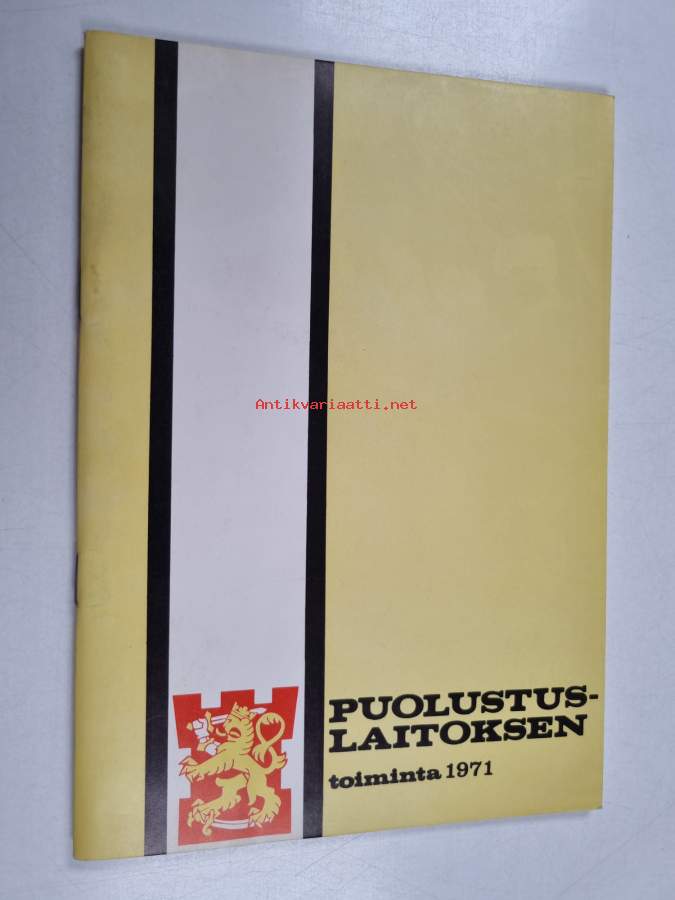 Antikvariaatti.net
PUOLUSTUS-
LAITOKSEN
toiminta 1971